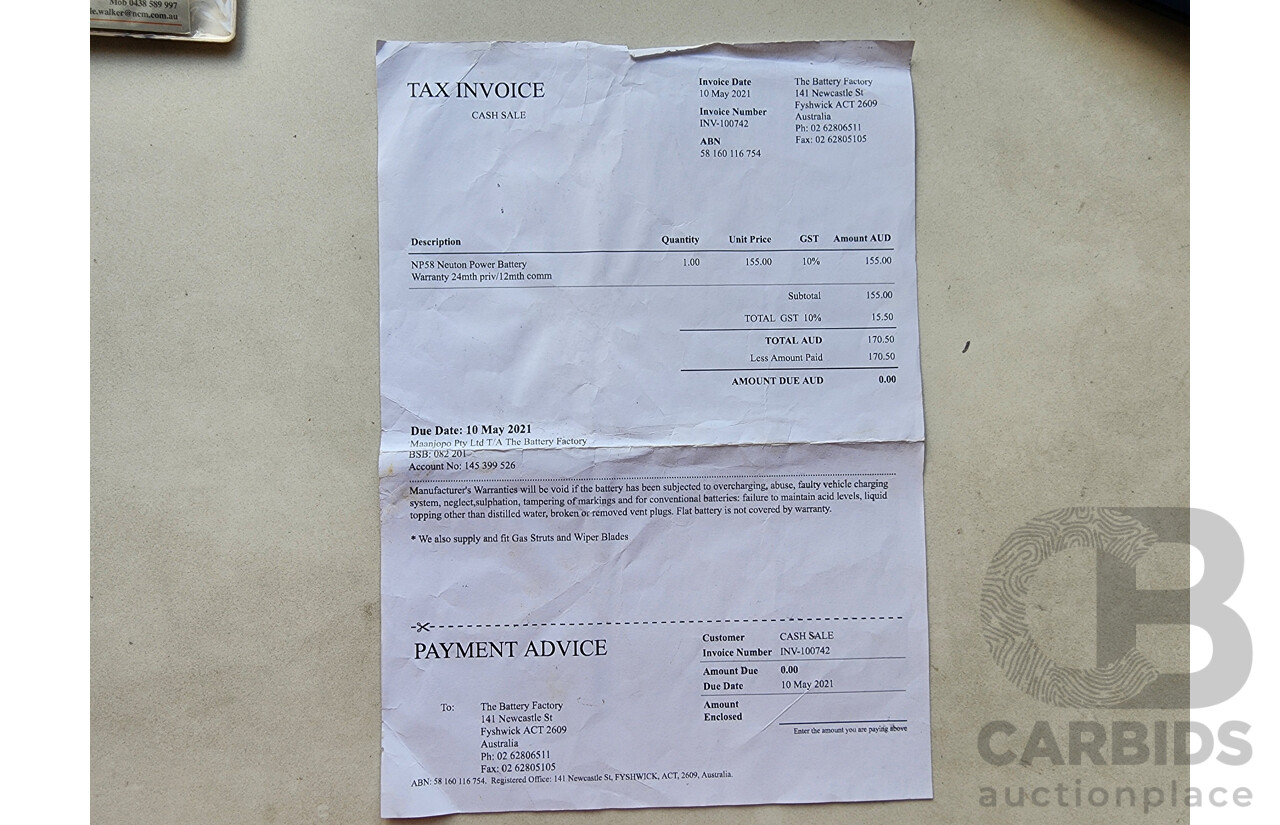 Mob 0438 589 997
le.walker@ncm.com.au
TAX INVOICE
CASH SALE
Invoice Date
10 May 2021
Invoice Number
INV-100742
ABN
58 160 116 754
The Battery Factory
141 Newcastle St
Fyshwick ACT 2609
Australia
Ph: 02 62806511
Fax: 02 62805105
Description Quantity Unit Price GST Amount AUD
NP58 Neuton Power Battery 1.00 155.00 10% 155.00
Warranty 24mth priv/12mth comm
Subtotal 155.00
TOTAL GST 10% 15.50
TOTAL AUD 170.50
Less Amount Paid 170.50
AMOUNT DUE AUD 0.00
Due Date: 10 May 2021
Maanjopo Pty Ltd T/A The Battery Factory
BSB: 082 201
Account No: 145 399 526
Manufacturer's Warranties will be void if the battery has been subjected to overcharging, abuse, faulty vehicle charging
system, neglect,sulphation, tampering of markings and for conventional batteries: failure to maintain acid levels, liquid
topping other than distilled water, broken or removed vent plugs. Flat battery is not covered by warranty.
* We also supply and fit Gas Struts and Wiper Blades
PAYMENT ADVICE
Customer CASH SALE
Invoice Number INV-100742
Amount Due 0.00
Due Date 10 May 2021
Amount
Enclosed
Enter the amount you are paying above
To: The Battery Factory
141 Newcastle St
Fyshwick ACT 2609
Australia
Ph: 02 62806511
Fax: 02 62805105
ABN: 58 160 116 754. Registered Office: 141 Newcastle St, FYSHWICK, ACT, 2609, Australia.
CB
CARBIDS
auctionplace